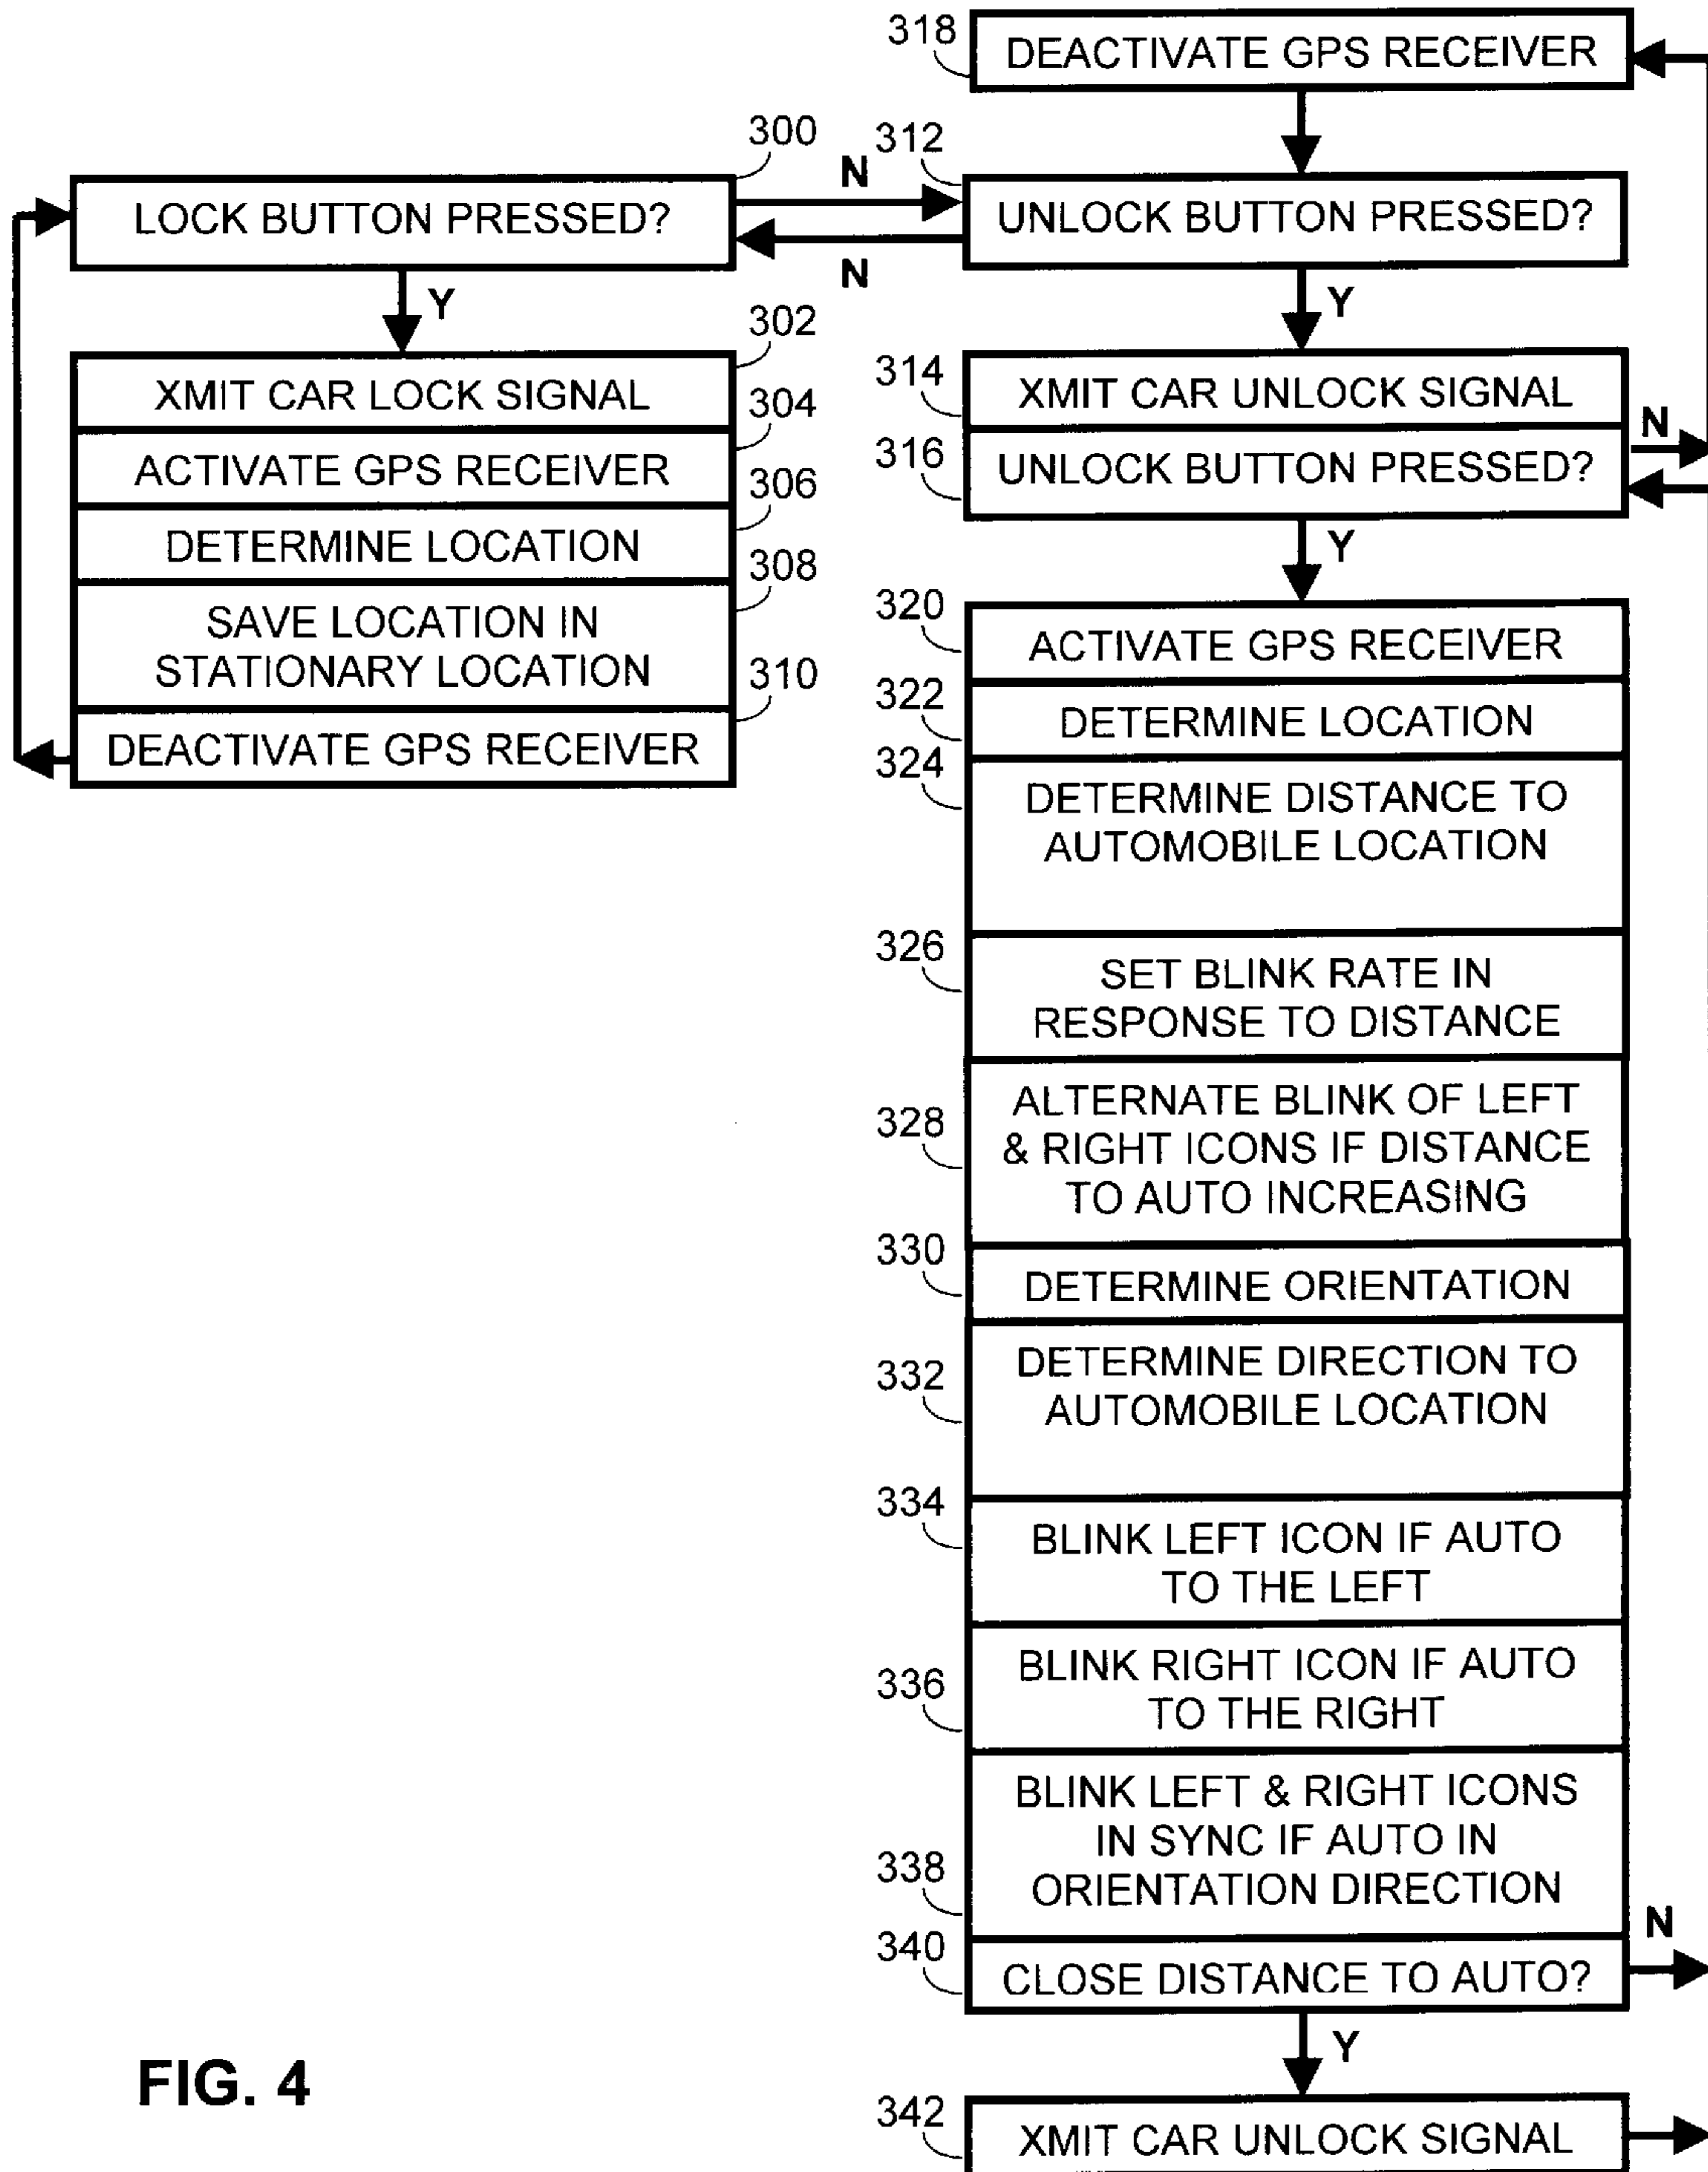 318
DEACTIVATE GPS RECEIVER
300
LOCK BUTTON PRESSED?
N
N
312
UNLOCK BUTTON PRESSED?
Y
302
XMIT CAR LOCK SIGNAL
304
ACTIVATE GPS RECEIVER
306
DETERMINE LOCATION
308
SAVE LOCATION IN
STATIONARY LOCATION
310
DEACTIVATE GPS RECEIVER
Y
314
XMIT CAR UNLOCK SIGNAL
316
UNLOCK BUTTON PRESSED?
N
Y
320
ACTIVATE GPS RECEIVER
322
DETERMINE LOCATION
324
DETERMINE DISTANCE TO
AUTOMOBILE LOCATION
326
SET BLINK RATE IN
RESPONSE TO DISTANCE
328
ALTERNATE BLINK OF LEFT
& RIGHT ICONS IF DISTANCE
TO AUTO INCREASING
330
DETERMINE ORIENTATION
332
DETERMINE DIRECTION TO
AUTOMOBILE LOCATION
334
BLINK LEFT ICON IF AUTO
TO THE LEFT
336
BLINK RIGHT ICON IF AUTO
TO THE RIGHT
338
BLINK LEFT & RIGHT ICONS
IN SYNC IF AUTO IN
ORIENTATION DIRECTION
340
CLOSE DISTANCE TO AUTO?
N
Y
342
XMIT CAR UNLOCK SIGNAL
FIG. 4